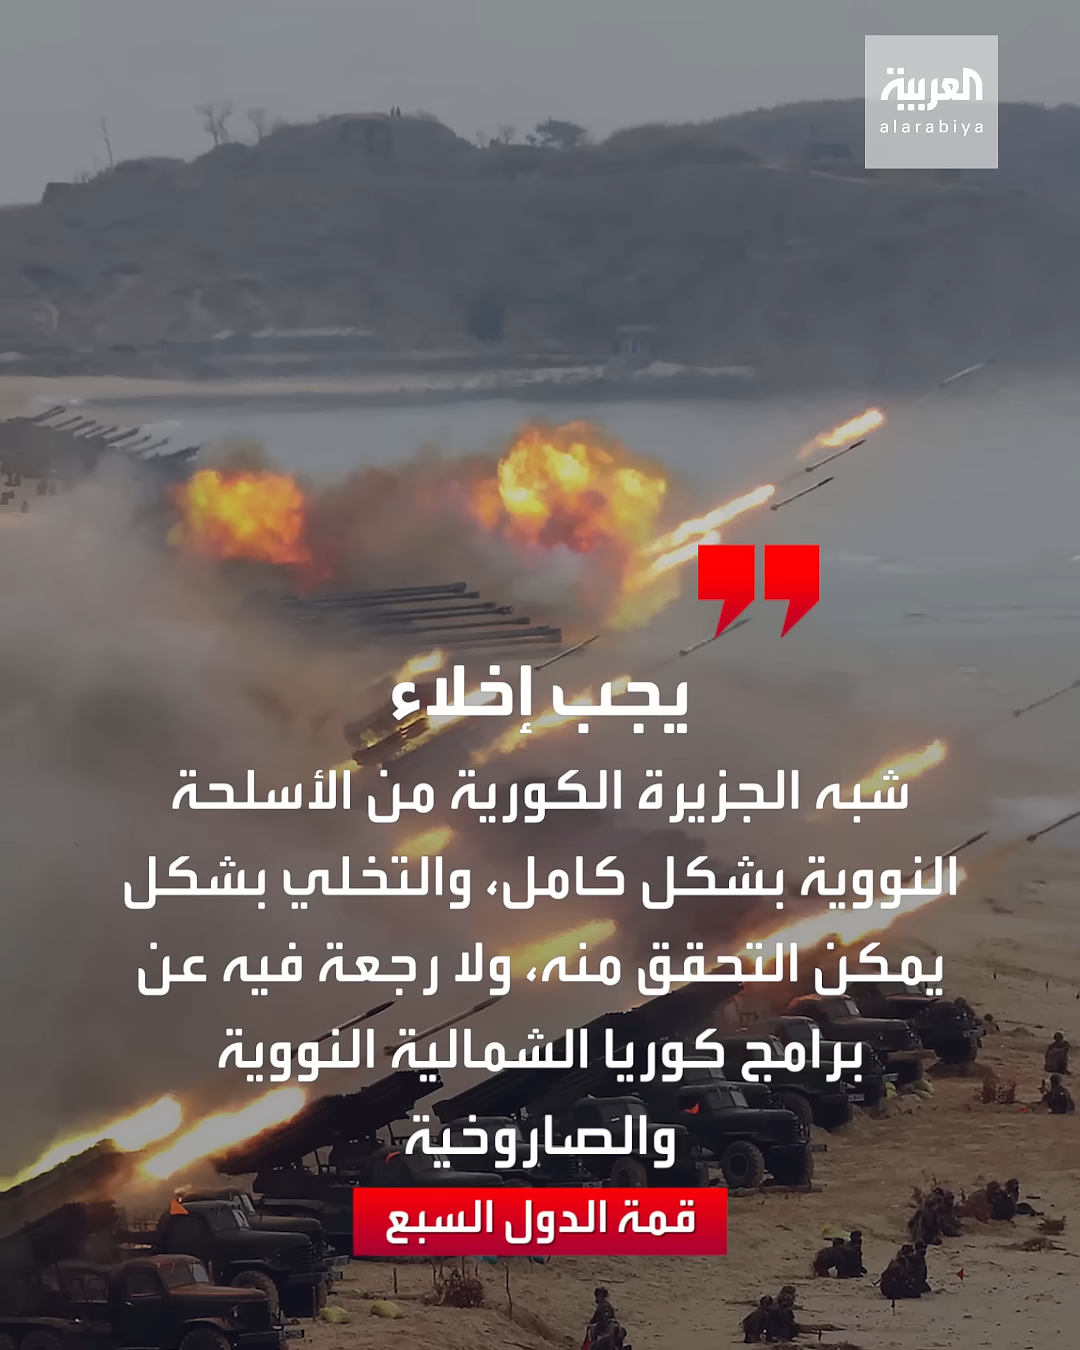 العربية
alarabiya
يجب إخلاء
شبه الجزيرة الكورية من الأسلحة
النووية بشكل كامل، والتخلي بشكل
يمكن التحقق منه، ولا رجعة فيه عن
برامج كوريا الشمالية النووية
والصاروخية
قمة الدول السبع